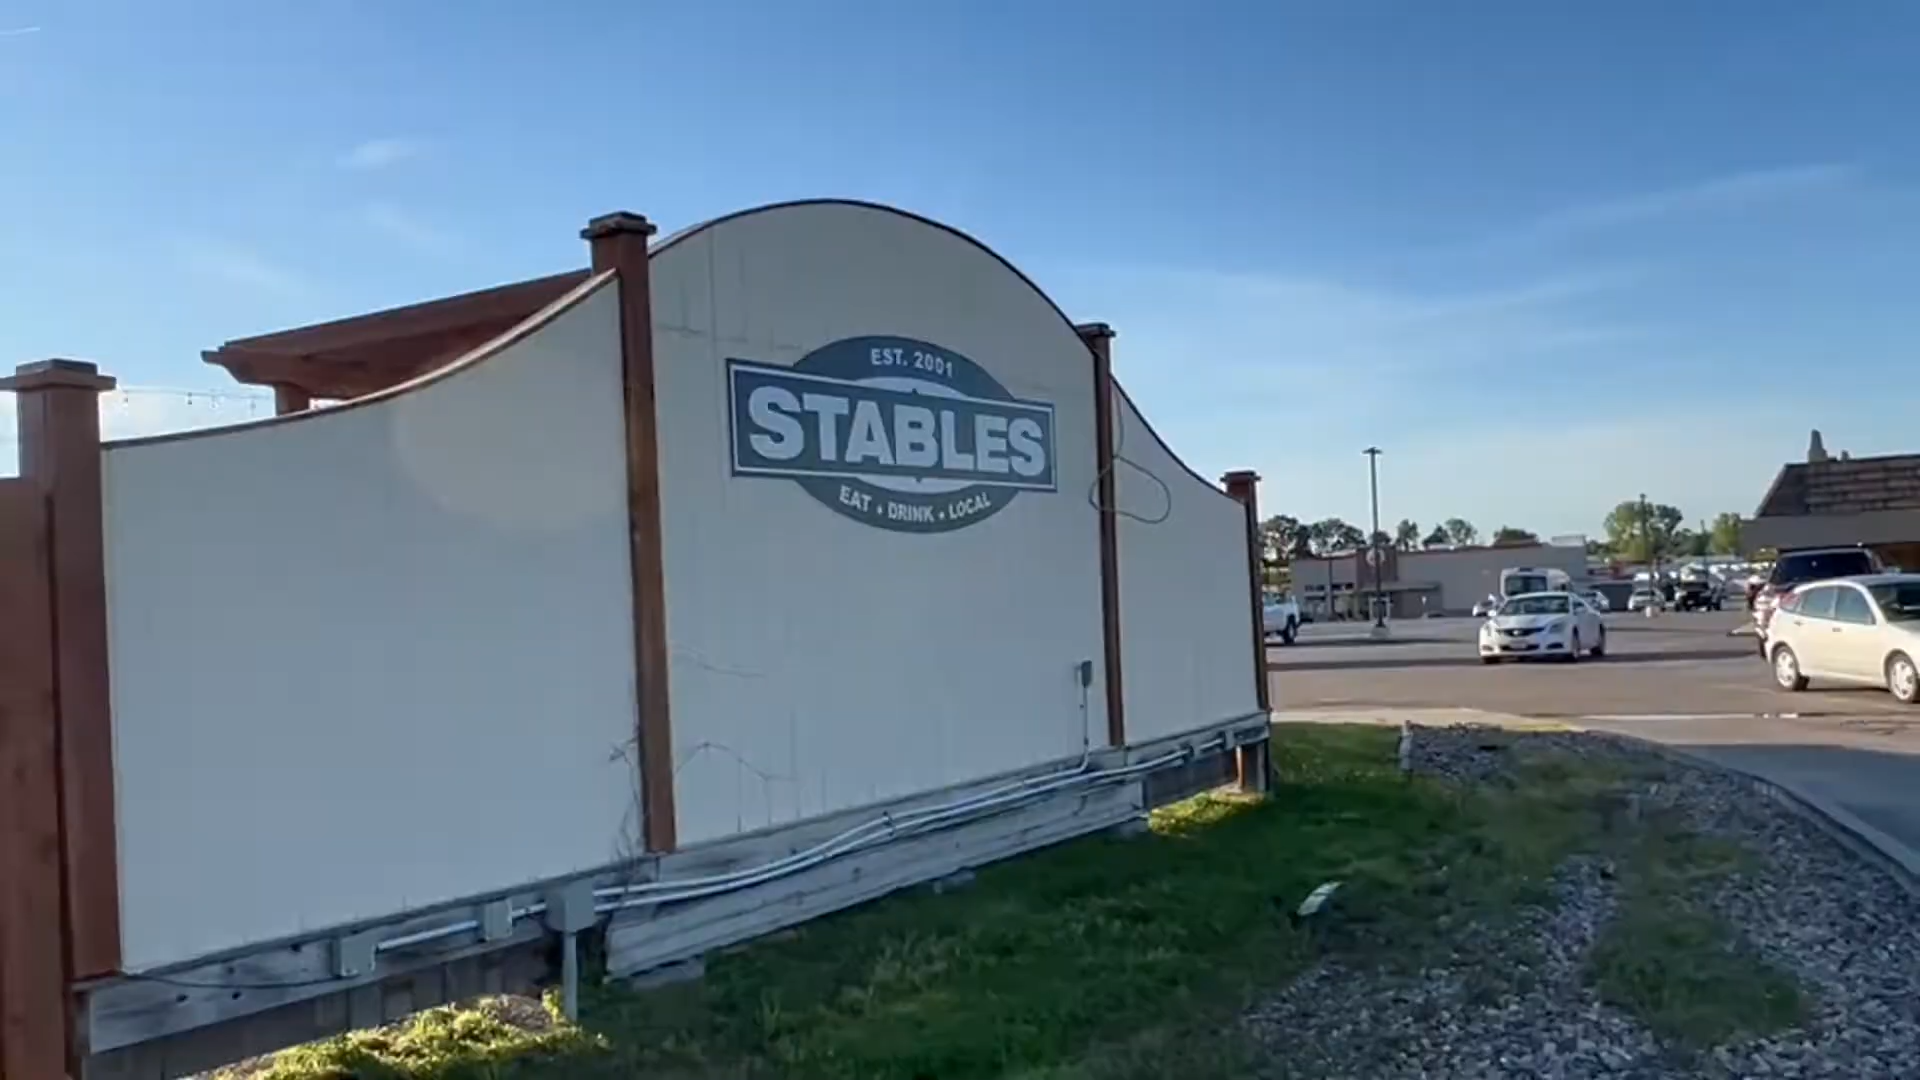 EST. 2001
STABLES
EAT • DRINK • LOCAL